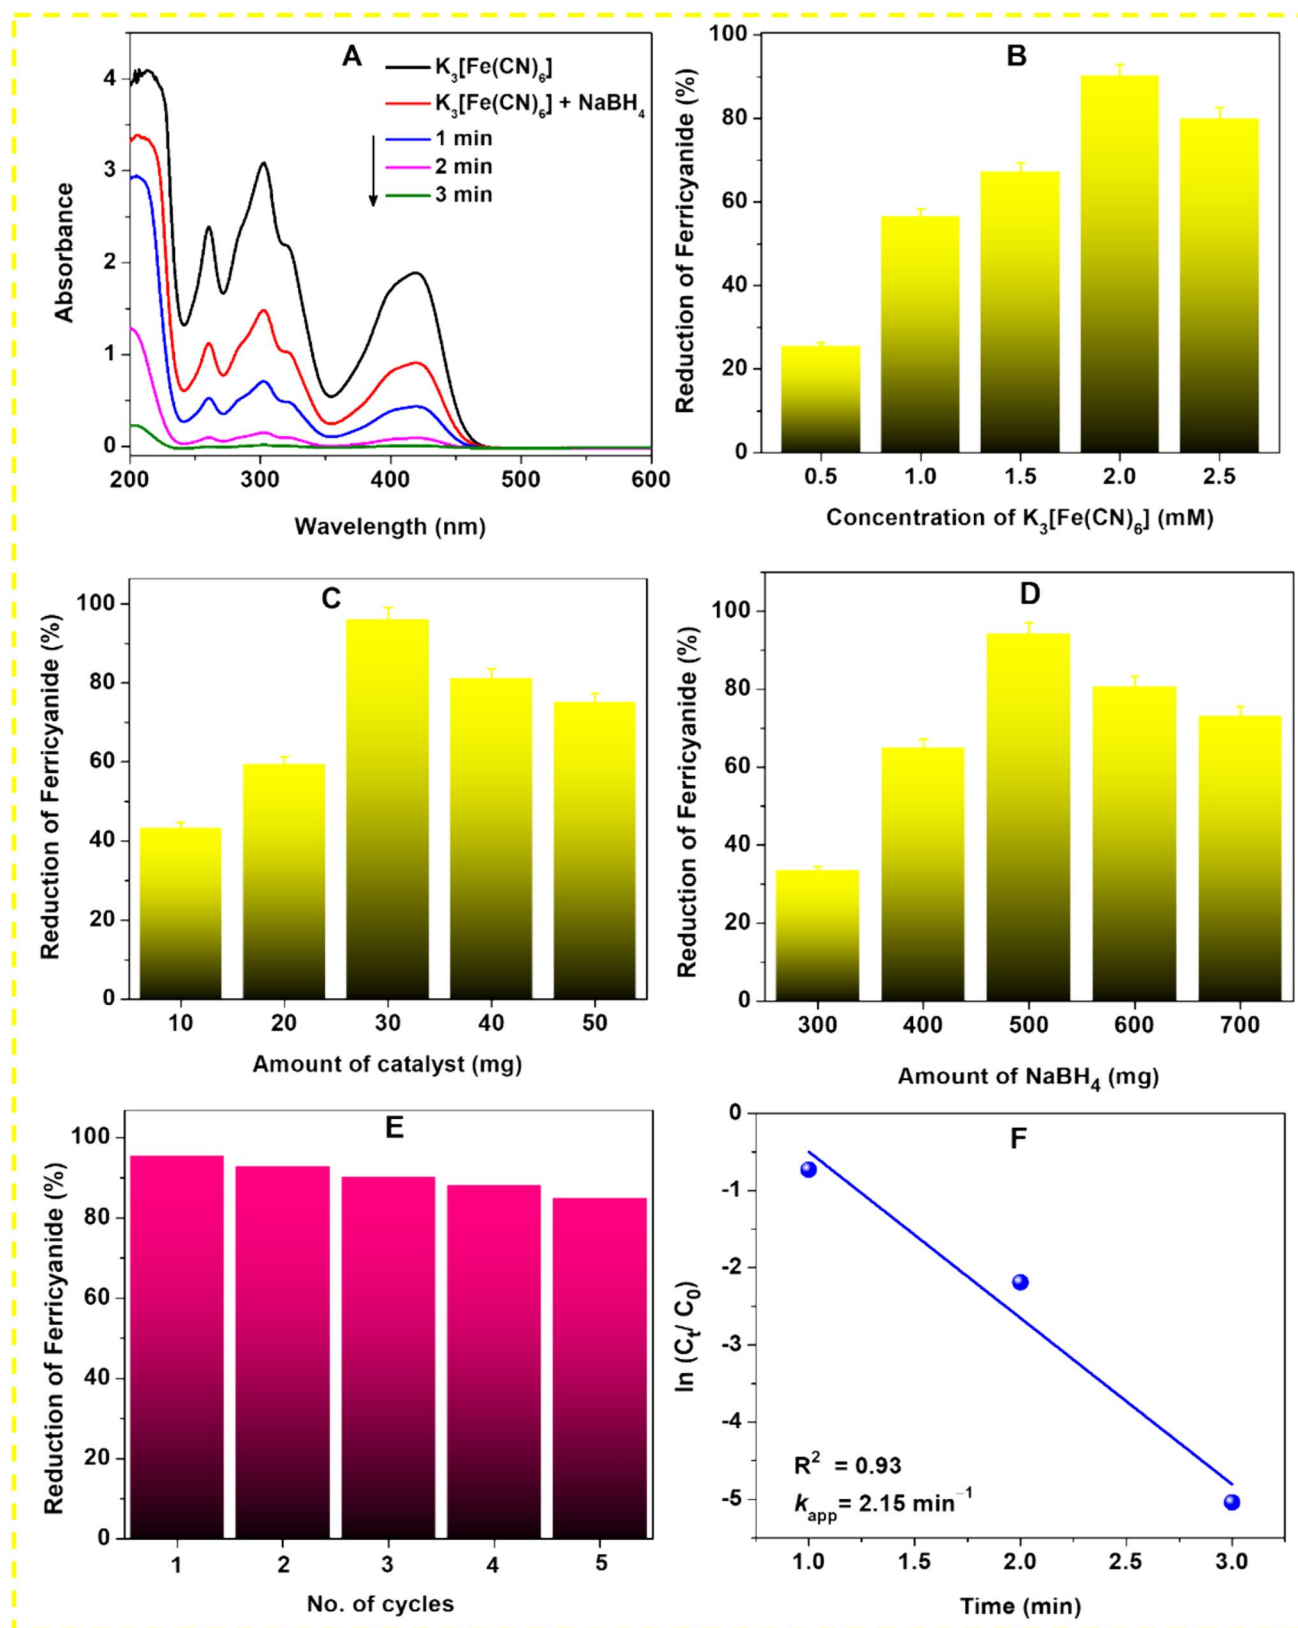 A
K₃[Fe(CN)₆]
K₃[Fe(CN)₆] + NaBH₄
1 min
2 min
3 min
4
3
2
1
0
200 300 400 500 600
Absorbance
Wavelength (nm)
B
100
80
60
40
20
0
0.5 1.0 1.5 2.0 2.5
Reduction of Ferricyanide (%)
Concentration of K₃[Fe(CN)₆] (mM)
C
100
80
60
40
20
0
10 20 30 40 50
Reduction of Ferricyanide (%)
Amount of catalyst (mg)
D
100
80
60
40
20
0
300 400 500 600 700
Reduction of Ferricyanide (%)
Amount of NaBH₄ (mg)
E
100
80
60
40
20
0
1 2 3 4 5
Reduction of Ferricyanide (%)
No. of cycles
F
0
-1
-2
-3
-4
-5
1.0 1.5 2.0 2.5 3.0
ln (Cₜ/ C₀)
R² = 0.93
k_app= 2.15 min⁻¹
Time (min)